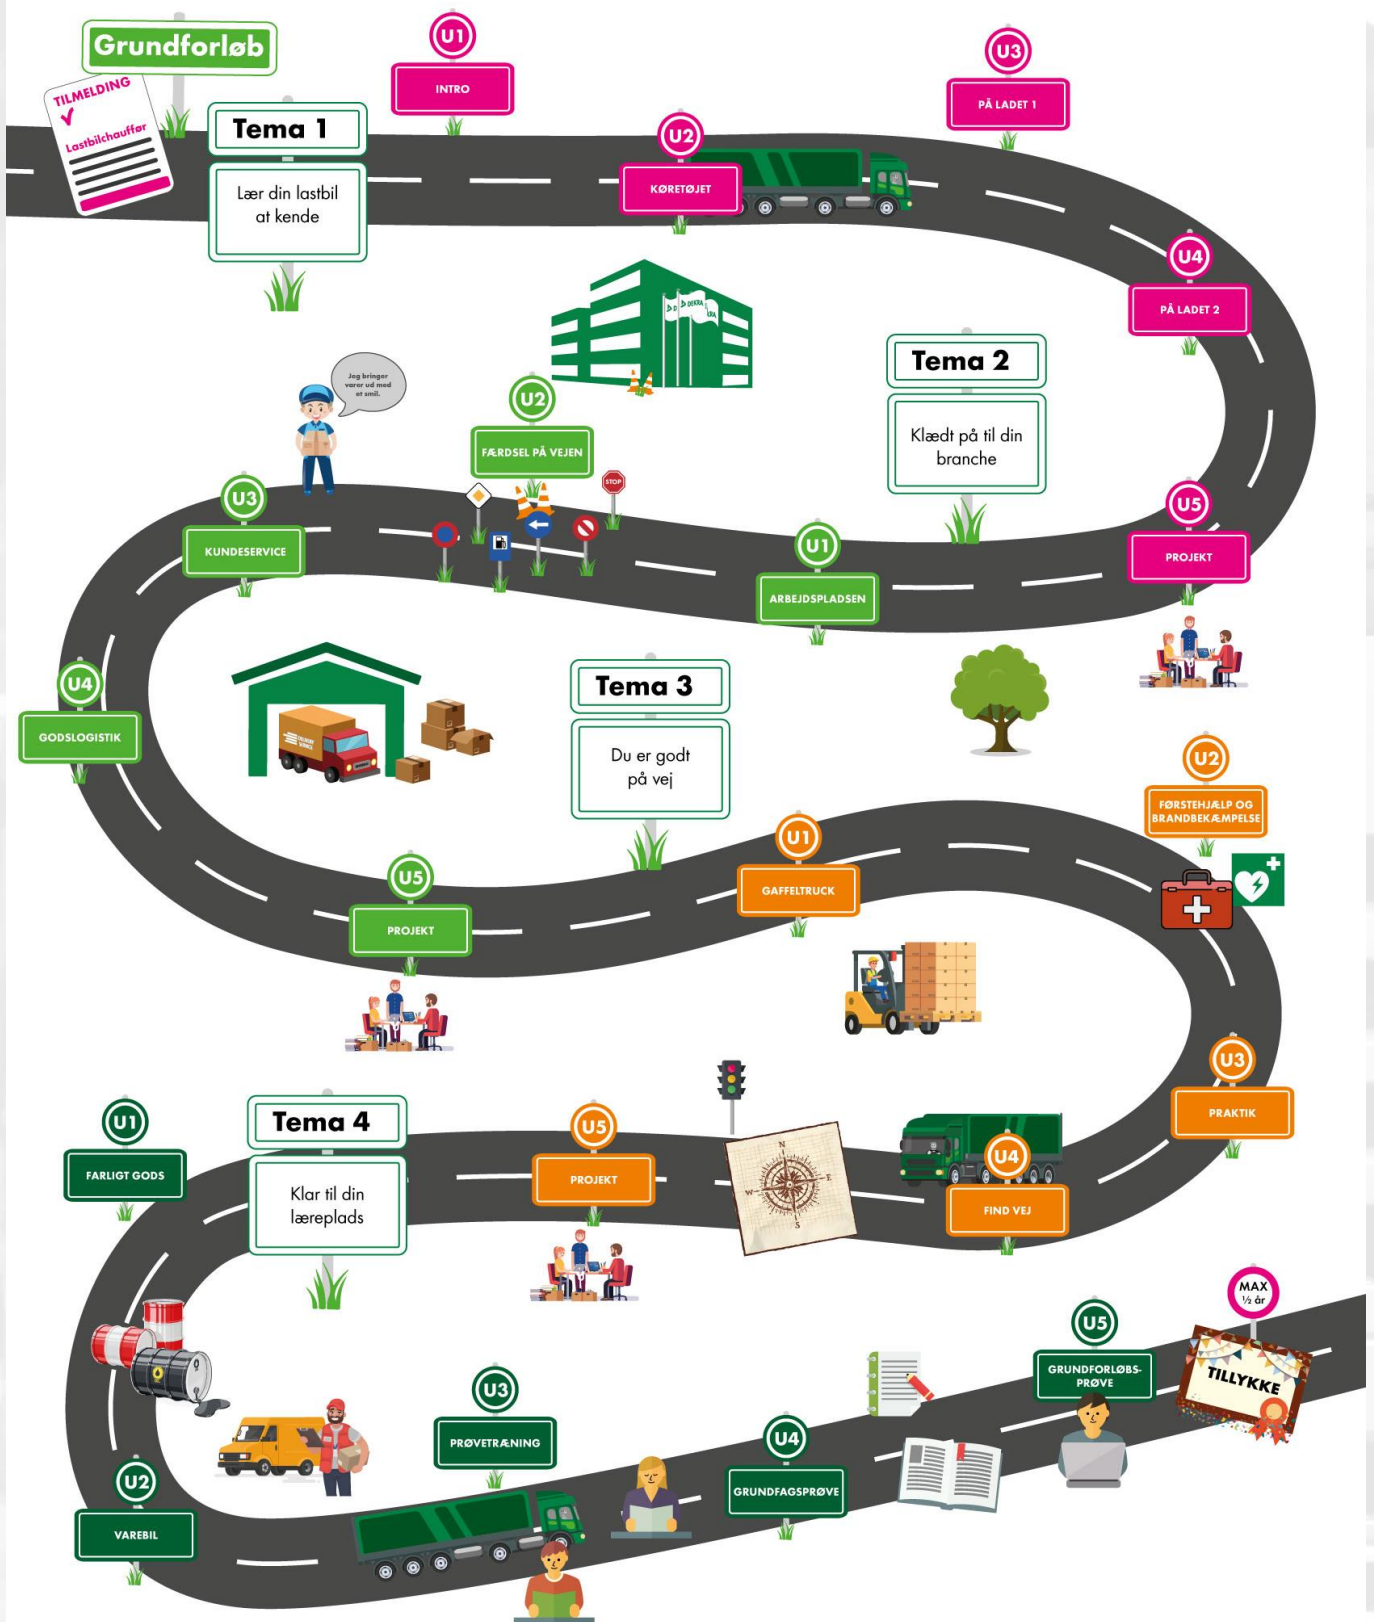 Grundforløb
TILMELDING
Lastbilchauffør
Tema 1
Lær din lastbil
at kende
U1
INTRO
U2
KØRETØJET
U3
PÅ LADET 1
U4
PÅ LADET 2
U5
PROJEKT
DEKRA
Tema 2
Klædt på til din
branche
U1
ARBEJDSPLADSEN
U2
FÆRDSEL PÅ VEJEN
STOP
Jeg bringer
varer ud med
et smil.
U3
KUNDESERVICE
U4
GODSLOGISTIK
DELIVERY
SERVICE
U5
PROJEKT
Tema 3
Du er godt
på vej
U1
GAFFELTRUCK
U2
FØRSTEHJÆLP OG
BRANDBEKÆMPELSE
U3
PRAKTIK
U4
FIND VEJ
N
W
E
S
U5
PROJEKT
Tema 4
Klar til din
læreplads
U1
FARLIGT GODS
U2
VAREBIL
U3
PRØVETRÆNING
U4
GRUNDFAGSPRØVE
U5
GRUNDFORLØBS-
PRØVE
MAX
½ år
TILLYKKE